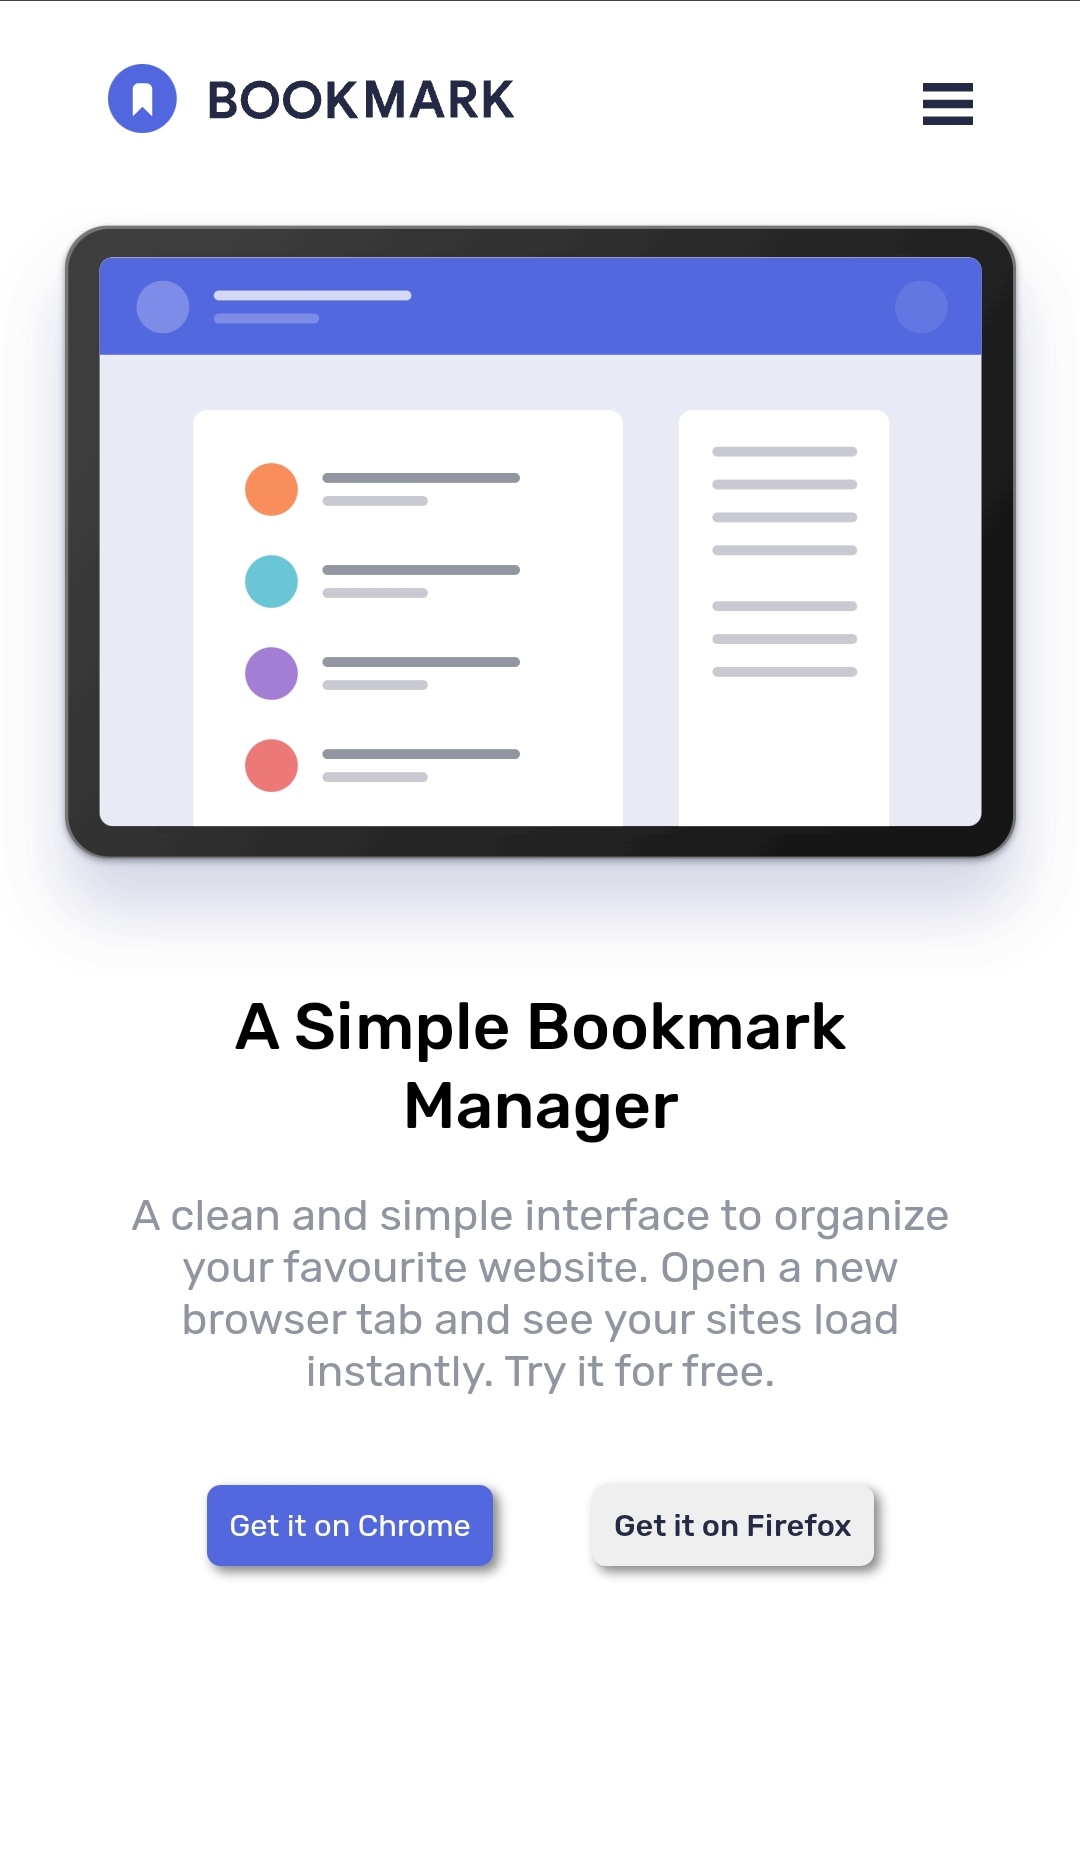 BOOKMARK
A Simple Bookmark
Manager
A clean and simple interface to organize
your favourite website. Open a new
browser tab and see your sites load
instantly. Try it for free.
Get it on Chrome
Get it on Firefox